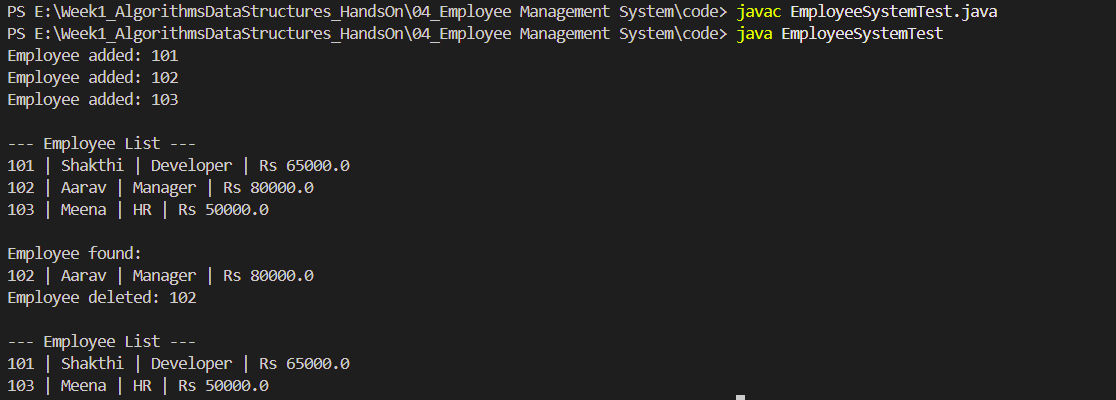 PS E:\Week1_AlgorithmsDataStructures_HandsOn\04_Employee Management System\code> javac EmployeeSystemTest.java
PS E:\Week1_AlgorithmsDataStructures_HandsOn\04_Employee Management System\code> java EmployeeSystemTest
Employee added: 101
Employee added: 102
Employee added: 103
--- Employee List ---
101 | Shakthi | Developer | Rs 65000.0
102 | Aarav | Manager | Rs 80000.0
103 | Meena | HR | Rs 50000.0
Employee found:
102 | Aarav | Manager | Rs 80000.0
Employee deleted: 102
--- Employee List ---
101 | Shakthi | Developer | Rs 65000.0
103 | Meena | HR | Rs 50000.0